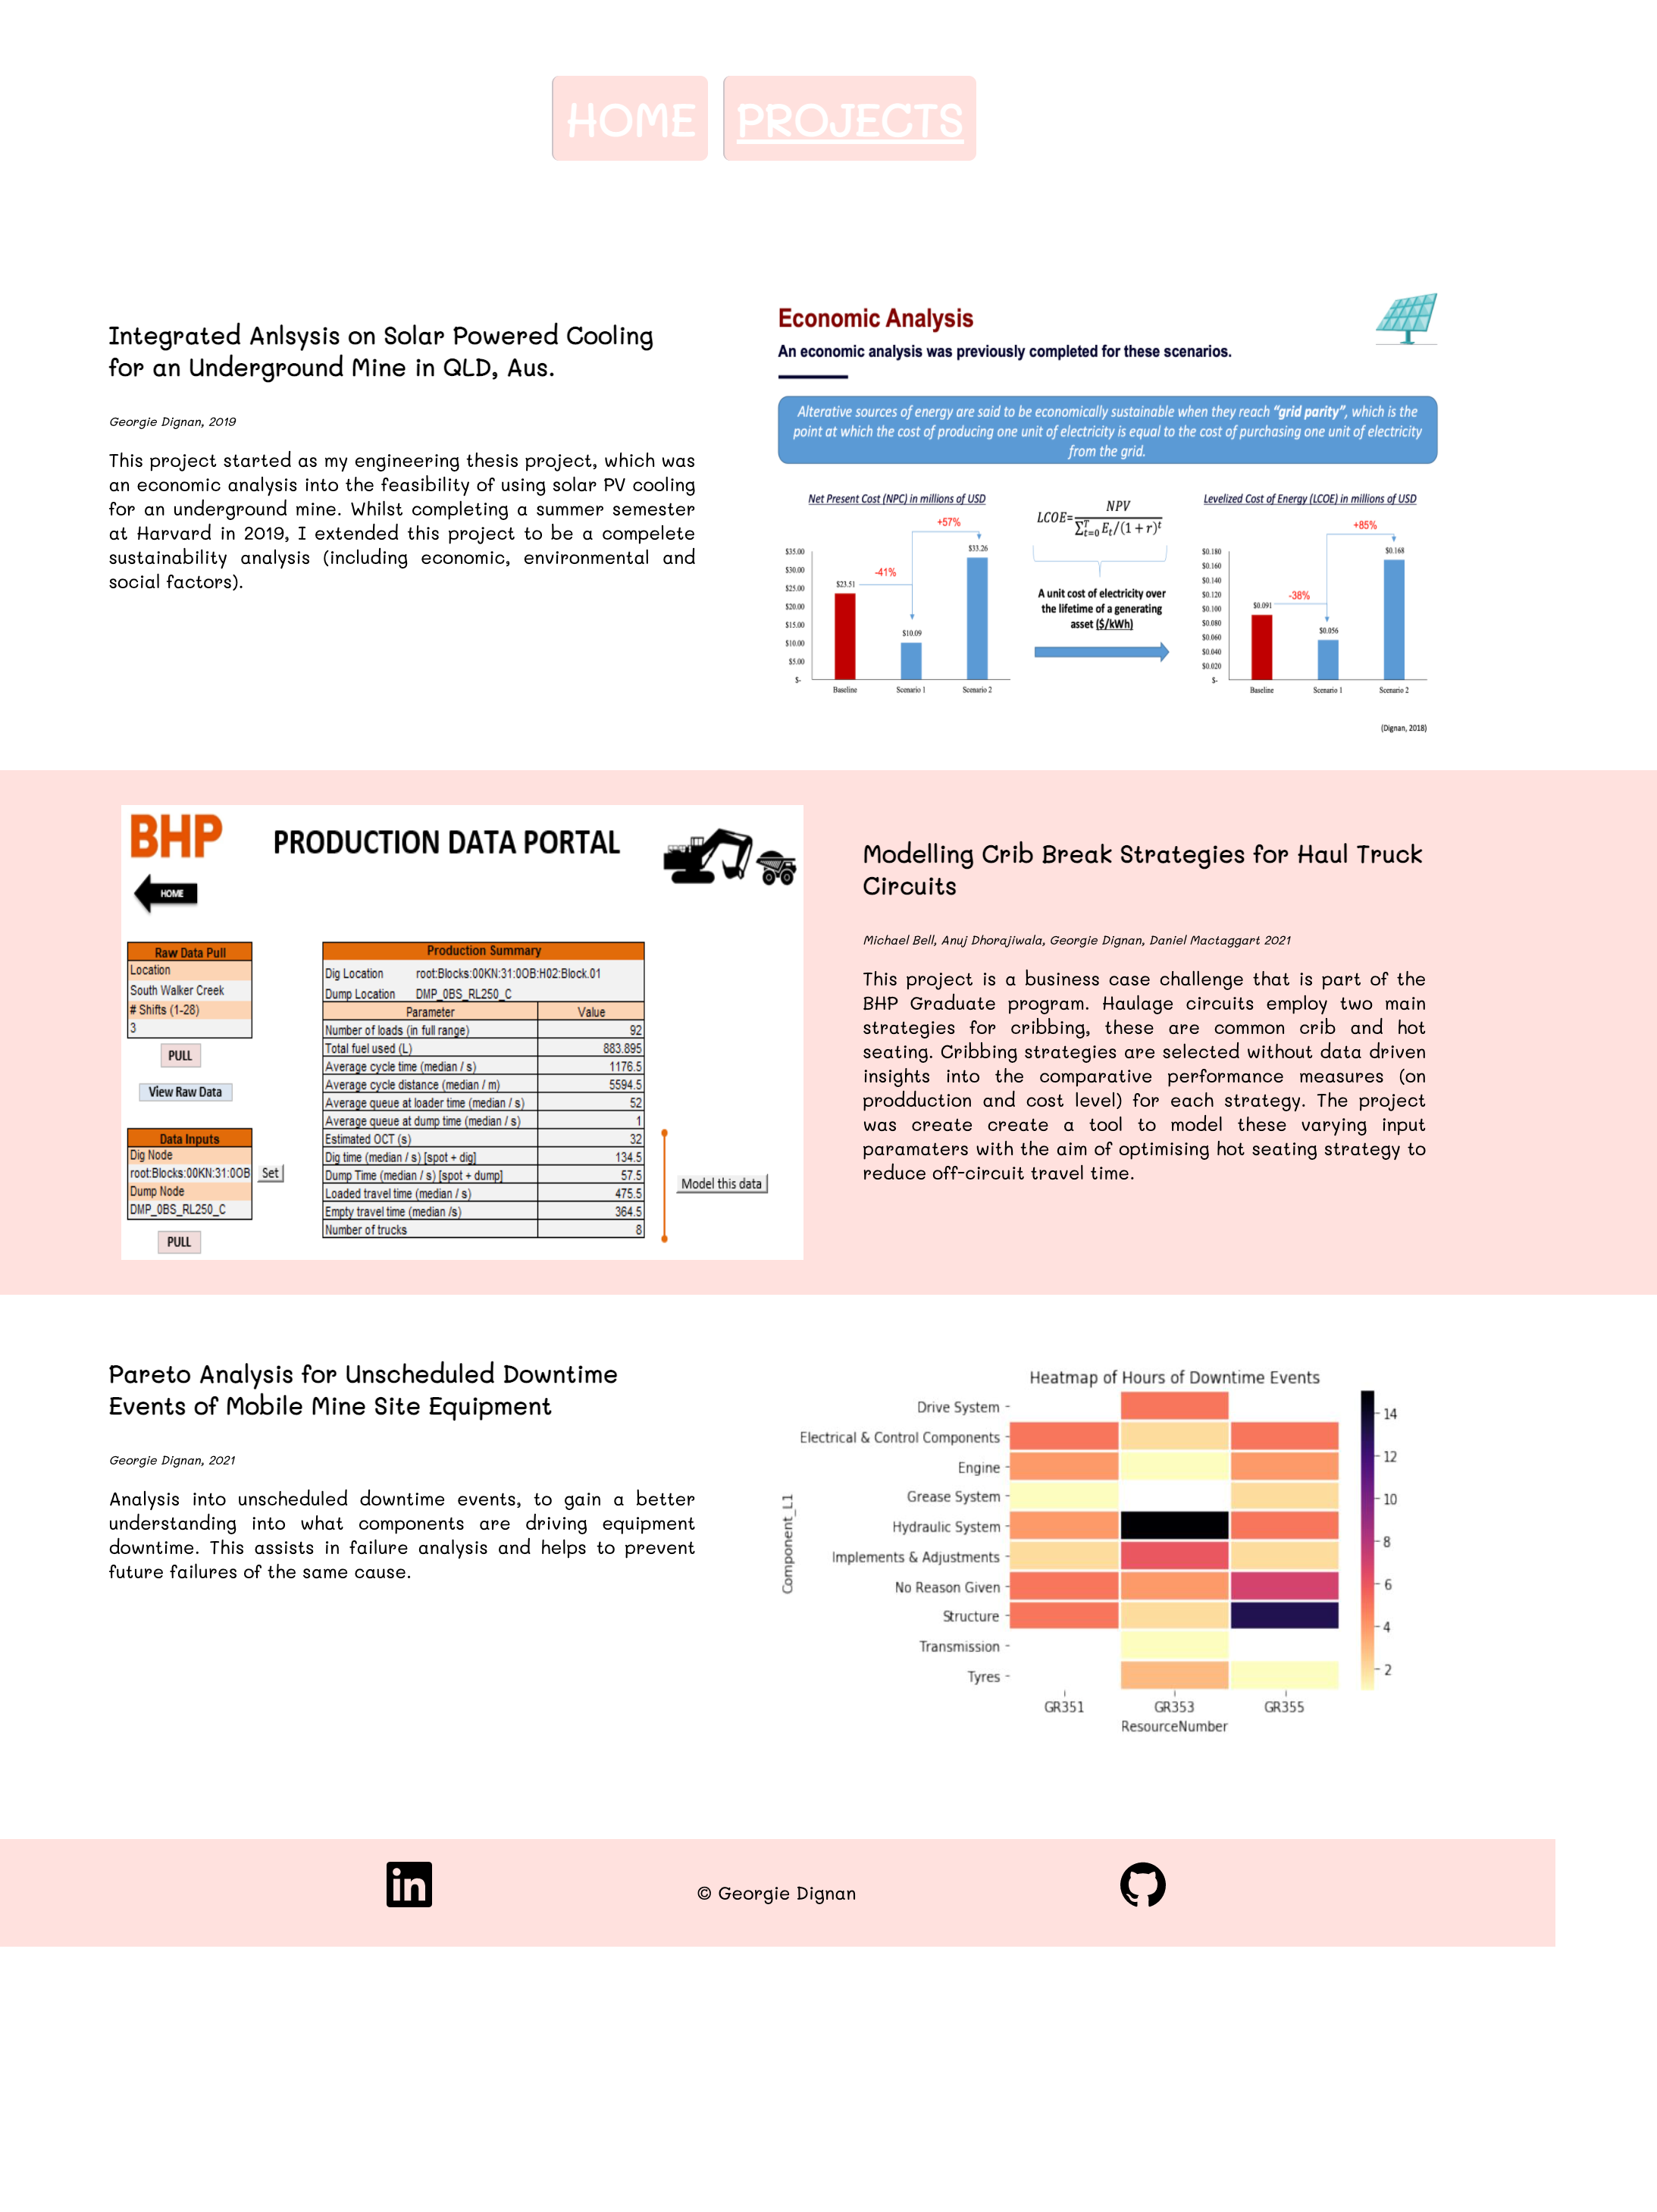 HOME PROJECTS
Integrated Anlsysis on Solar Powered Cooling
for an Underground Mine in QLD, Aus.
Georgie Dignan, 2019
This project started as my engineering thesis project, which was
an economic analysis into the feasibility of using solar PV cooling
for an underground mine. Whilst completing a summer semester
at Harvard in 2019, I extended this project to be a compelete
sustainability analysis (including economic, environmental and
social factors).
Economic Analysis
An economic analysis was previously completed for these scenarios.
Alterative sources of energy are said to be economically sustainable when they reach "grid parity", which is the
point at which the cost of producing one unit of electricity is equal to the cost of purchasing one unit of electricity
from the grid.
Net Present Cost (NPC) in millions of USD
+57%
-41%
$35.00
$30.00
$25.00
$20.00
$15.00
$10.00
$5.00
$-
$23.51
$10.09
$33.26
Baseline Scenario 1 Scenario 2
LCOE= NPV / ∑ᵀₜ₌₀ Eₜ/(1 + r)ᵗ
A unit cost of electricity over
the lifetime of a generating
asset ($/kWh)
Levelized Cost of Energy (LCOE) in millions of USD
+85%
-38%
$0.180
$0.160
$0.140
$0.120
$0.100
$0.080
$0.060
$0.040
$0.020
$-
$0.091
$0.056
$0.168
Baseline Scenario 1 Scenario 2
(Dignan, 2018)
BHP
PRODUCTION DATA PORTAL
HOME
Raw Data Pull
Location
South Walker Creek
# Shifts (1-28)
3
PULL
View Raw Data
Data Inputs
Dig Node
root:Blocks:00KN:31:0OB Set
Dump Node
DMP_0BS_RL250_C
PULL
Production Summary
Dig Location root:Blocks:00KN:31:0OB:H02:Block.01
Dump Location DMP_0BS_RL250_C
Parameter Value
Number of loads (in full range) 92
Total fuel used (L) 883.895
Average cycle time (median / s) 1176.5
Average cycle distance (median / m) 5594.5
Average queue at loader time (median / s) 52
Average queue at dump time (median / s) 1
Estimated OCT (s) 32
Dig time (median / s) [spot + dig] 134.5
Dump Time (median / s) [spot + dump] 57.5
Loaded travel time (median / s) 475.5
Empty travel time (median /s) 364.5
Number of trucks 8
Model this data
Modelling Crib Break Strategies for Haul Truck
Circuits
Michael Bell, Anuj Dhorajiwala, Georgie Dignan, Daniel Mactaggart 2021
This project is a business case challenge that is part of the
BHP Graduate program. Haulage circuits employ two main
strategies for cribbing, these are common crib and hot
seating. Cribbing strategies are selected without data driven
insights into the comparative performance measures (on
prodduction and cost level) for each strategy. The project
was create create a tool to model these varying input
paramaters with the aim of optimising hot seating strategy to
reduce off-circuit travel time.
Pareto Analysis for Unscheduled Downtime
Events of Mobile Mine Site Equipment
Georgie Dignan, 2021
Analysis into unscheduled downtime events, to gain a better
understanding into what components are driving equipment
downtime. This assists in failure analysis and helps to prevent
future failures of the same cause.
Heatmap of Hours of Downtime Events
Component_L1
Drive System
Electrical & Control Components
Engine
Grease System
Hydraulic System
Implements & Adjustments
No Reason Given
Structure
Transmission
Tyres
GR351 GR353 GR355
ResourceNumber
14
12
10
8
6
4
2
in
© Georgie Dignan